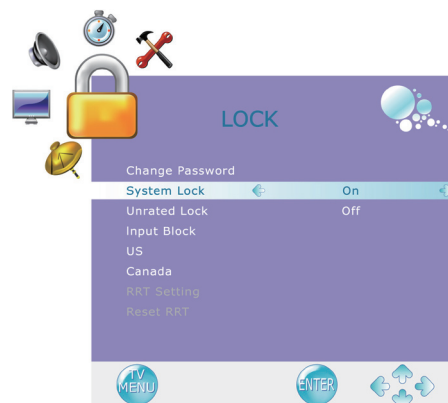 LOCK
Change Password
System Lock On
Unrated Lock Off
Input Block
US
Canada
RRT Setting
Reset RRT
TV MENU ENTER